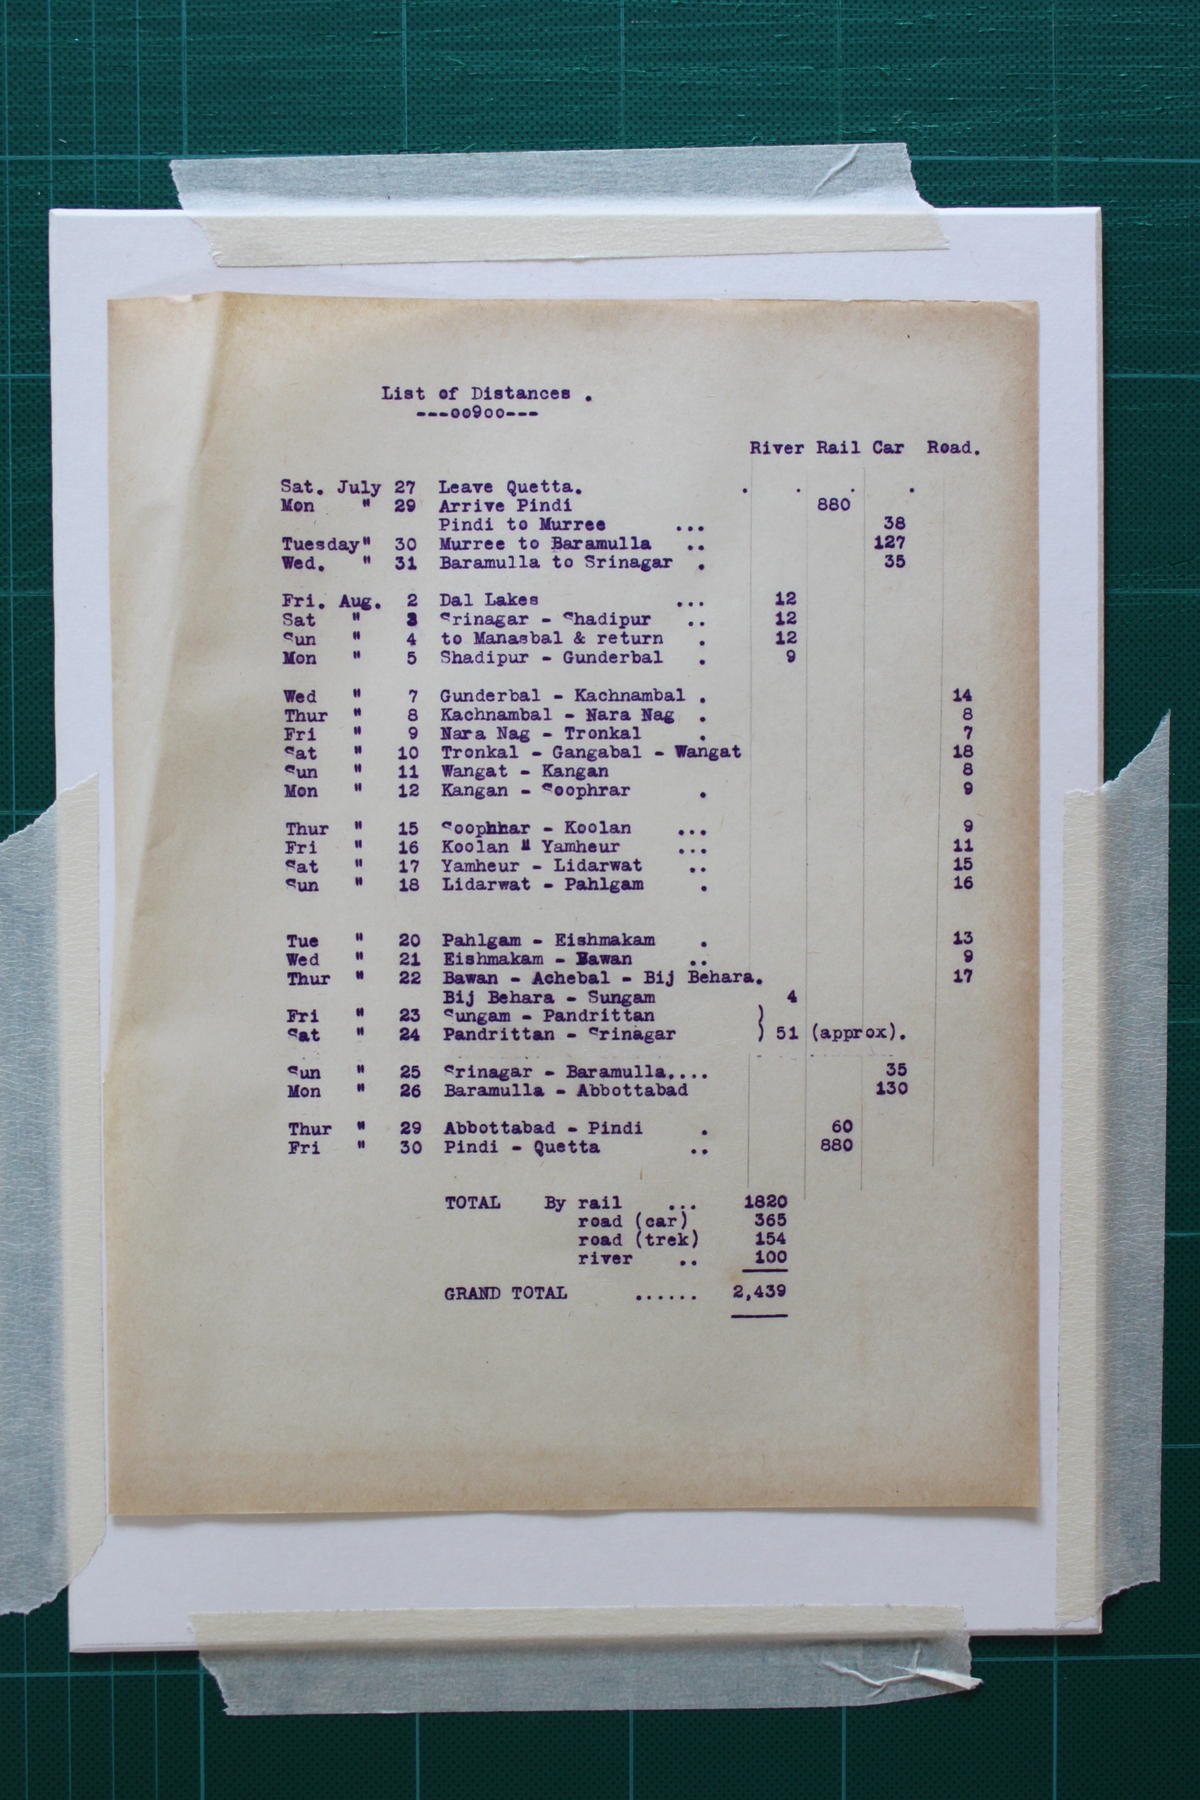 List of Distances .
---oo9oo---
River Rail Car Road.
Sat. July 27 Leave Quetta. . . . .
Mon " 29 Arrive Pindi 880
Pindi to Murree ... 38
Tuesday" 30 Murree to Baramulla .. 127
Wed. " 31 Baramulla to Srinagar . 35
Fri. Aug. 2 Dal Lakes ... 12
Sat " 3 Srinagar - Shadipur .. 12
Sun " 4 to Manasbal & return . 12
Mon " 5 Shadipur - Gunderbal . 9
Wed " 7 Gunderbal - Kachnambal . 14
Thur " 8 Kachnambal - Nara Nag . 8
Fri " 9 Nara Nag - Tronkal . 7
Sat " 10 Tronkal - Gangabal - Wangat 18
Sun " 11 Wangat - Kangan 8
Mon " 12 Kangan - Soophrar . 9
Thur " 15 Soophhar - Koolan ... 9
Fri " 16 Koolan " Yamheur ... 11
Sat " 17 Yamheur - Lidarwat .. 15
Sun " 18 Lidarwat - Pahlgam . 16
Tue " 20 Pahlgam - Eishmakam . 13
Wed " 21 Eishmakam - Bawan .. 9
Thur " 22 Bawan - Achebal - Bij Behara. 17
Bij Behara - Sungam 4
Fri " 23 Sungam - Pandrittan )
Sat " 24 Pandrittan - Srinagar ) 51 (approx).
Sun " 25 Srinagar - Baramulla.... 35
Mon " 26 Baramulla - Abbottabad 130
Thur " 29 Abbottabad - Pindi . 60
Fri " 30 Pindi - Quetta .. 880
TOTAL By rail ... 1820
road (car) 365
road (trek) 154
river .. 100
GRAND TOTAL ...... 2,439